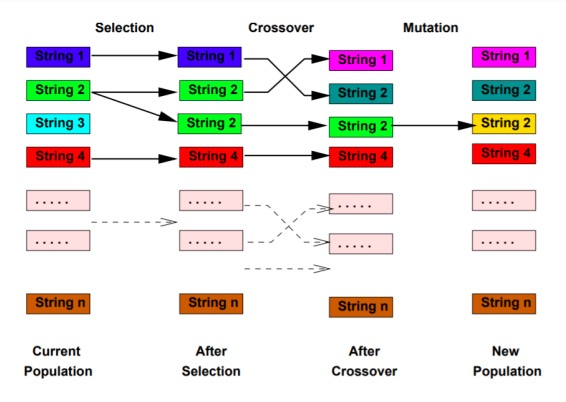 Selection Crossover Mutation
String 1 String 1 String 1 String 1
String 2 String 2 String 2 String 2
String 3 String 2 String 2 String 2
String 4 String 4 String 4 String 4
. . . . . . . . . . . . . . . . . . . .
. . . . . . . . . . . . . . . . . . . .
String n String n String n String n
Current After After New
Population Selection Crossover Population